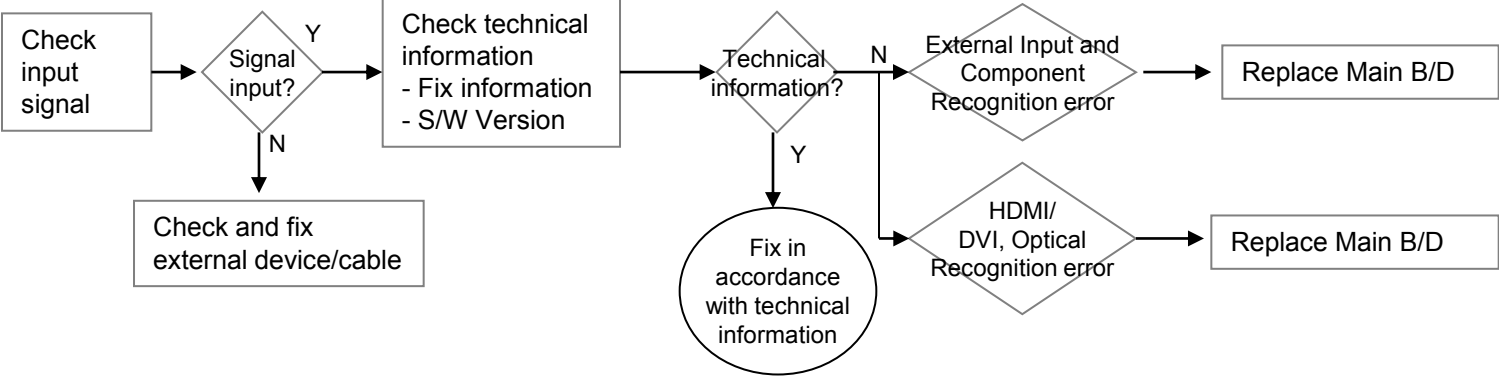 Check
input
signal
Signal
input?
Y
N
Check and fix
external device/cable
Check technical
information
- Fix information
- S/W Version
Technical
information?
N
Y
Fix in
accordance
with technical
information
External Input and
Component
Recognition error
Replace Main B/D
HDMI/
DVI, Optical
Recognition error
Replace Main B/D